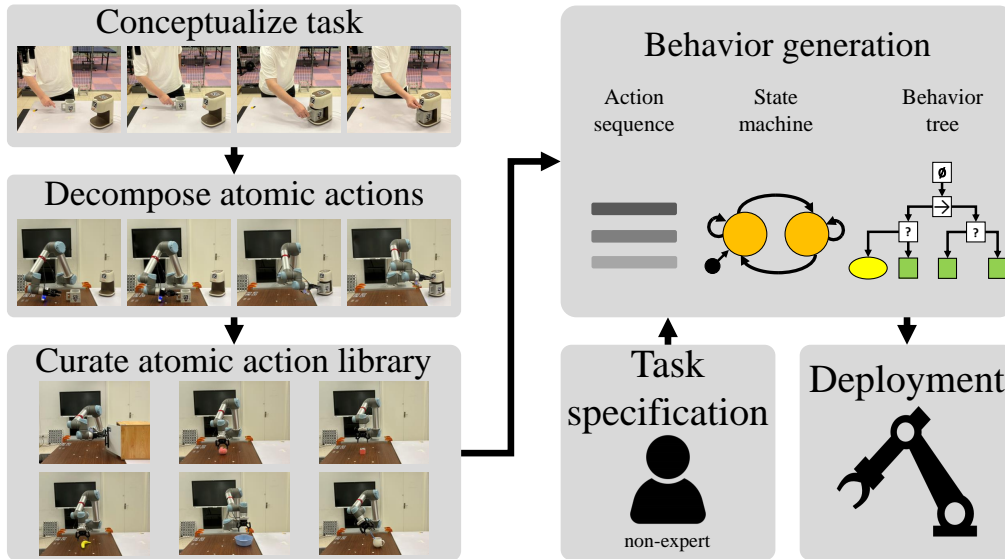 Conceptualize task
Decompose atomic actions
Curate atomic action library
Behavior generation
Action
sequence
State
machine
Behavior
tree
ø
→
?
?
Task
specification
non-expert
Deployment